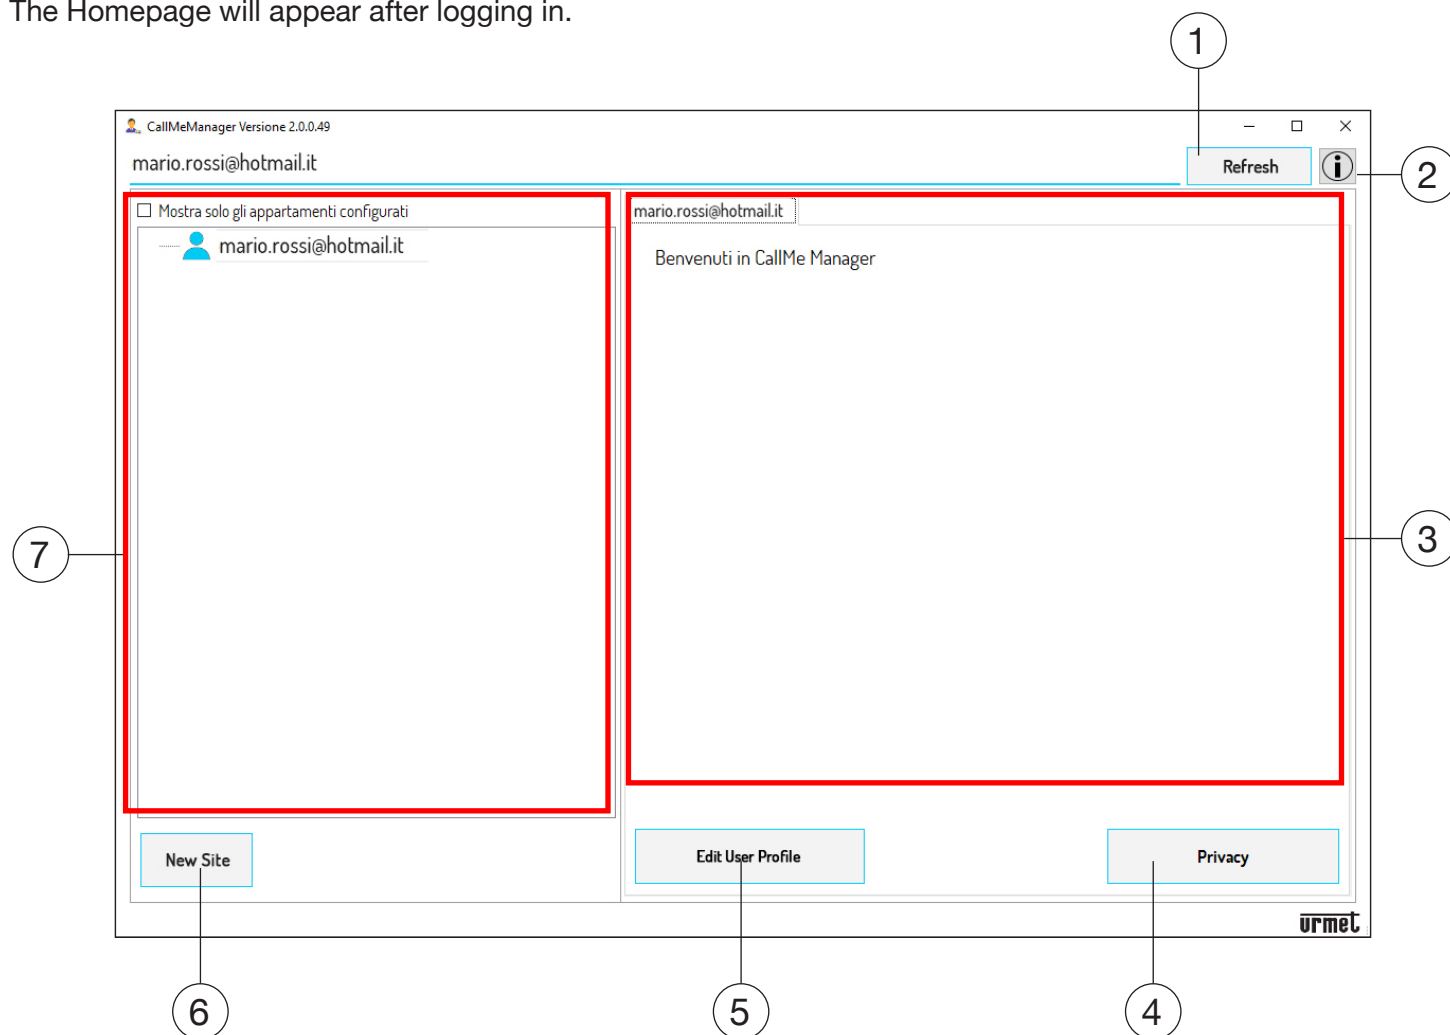 The Homepage will appear after logging in.
1
CallMeManager Versione 2.0.0.49
mario.rossi@hotmail.it
Refresh
2
Mostra solo gli appartamenti configurati
mario.rossi@hotmail.it
mario.rossi@hotmail.it
Benvenuti in CallMe Manager
7
3
New Site
Edit User Profile
Privacy
urmet
6
5
4